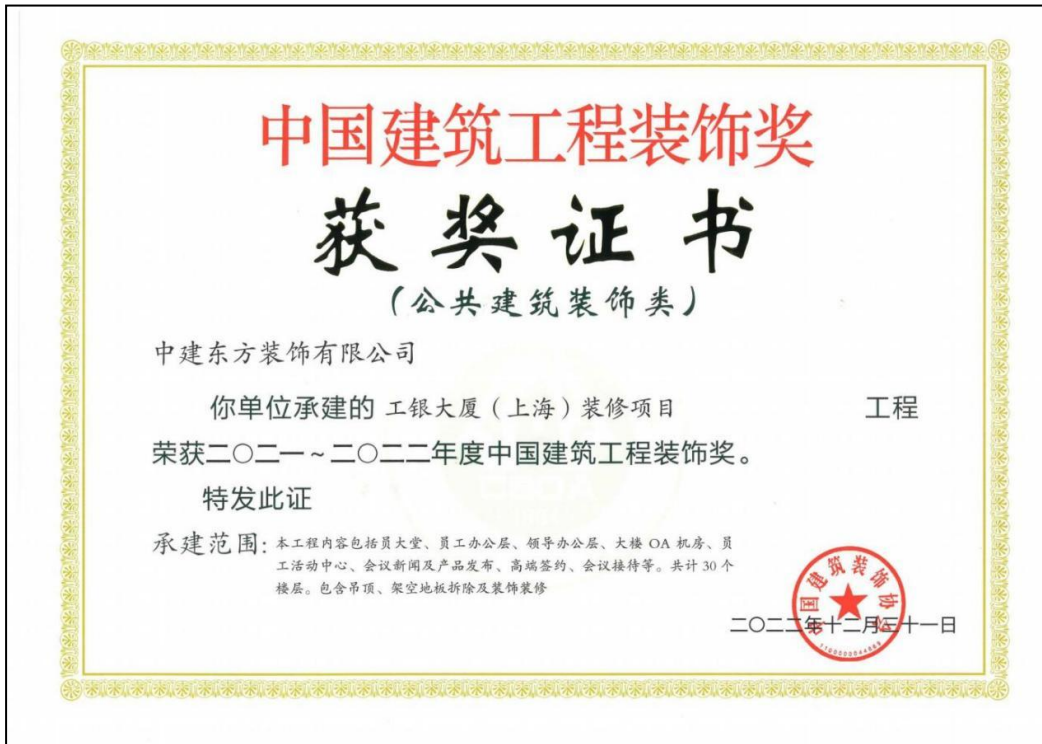 中国建筑工程装饰奖
获奖证书
(公共建筑装饰类)
中建东方装饰有限公司
你单位承建的 工银大厦(上海)装修项目 工程
荣获二〇二一~二〇二二年度中国建筑工程装饰奖。
特发此证
承建范围:本工程内容包括员大堂、员工办公层、领导办公层、大楼 OA 机房、员
工活动中心、会议新闻及产品发布、高端签约、会议接待等。共计 30 个
楼层。包含吊顶、架空地板拆除及装饰装修
中国建筑装饰协会
二〇二二年十二月三十一日